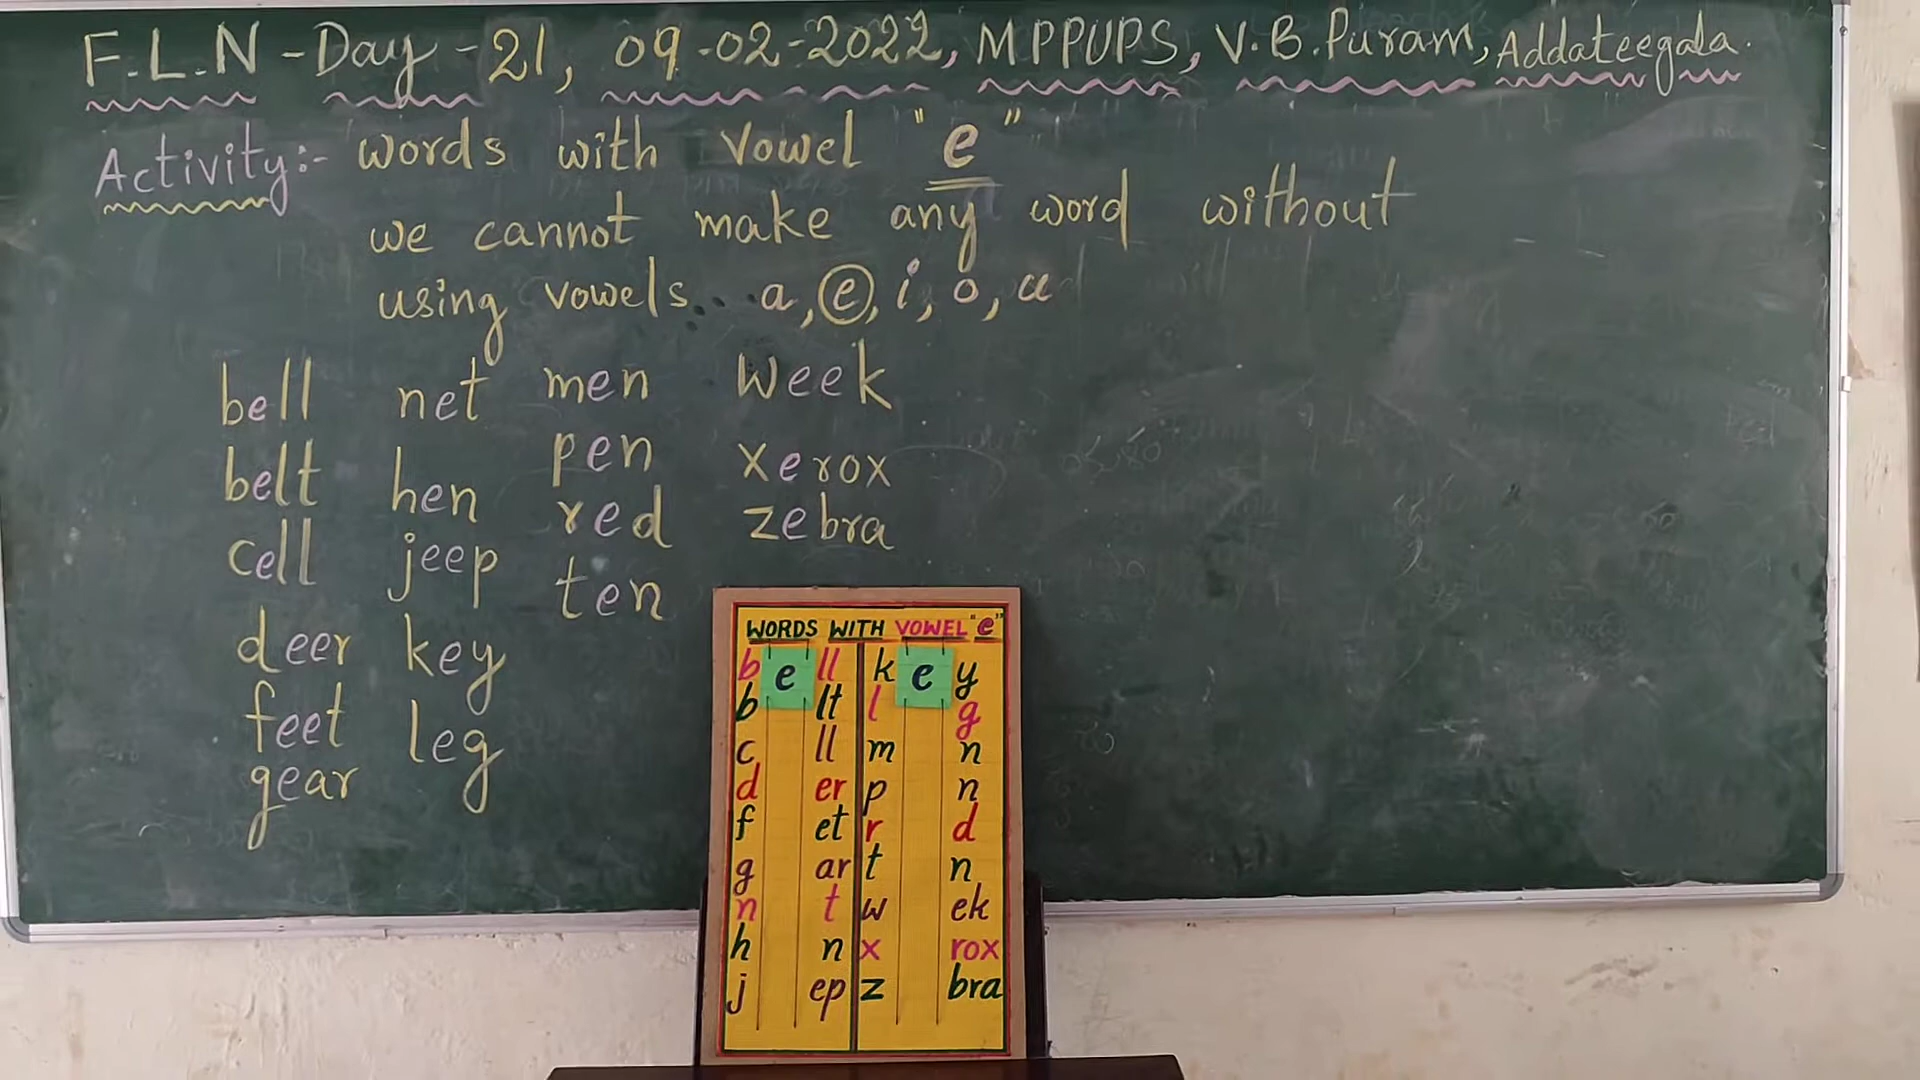 F.L.N - Day - 21, 09-02-2022, MPPUPS, V.B.Puram, Addateegala.
Activity:- words with vowel "e"
we cannot make any word without
using vowels... a, e, i, o, u
bell net men week
belt hen pen xerox
cell jeep red zebra
deer key ten
feet leg
gear
WORDS WITH VOWEL "e"
b e ll k e y
b lt l g
c ll m n
d er p n
f et r d
g ar t n
n t w ek
h n x rox
j ep z bra